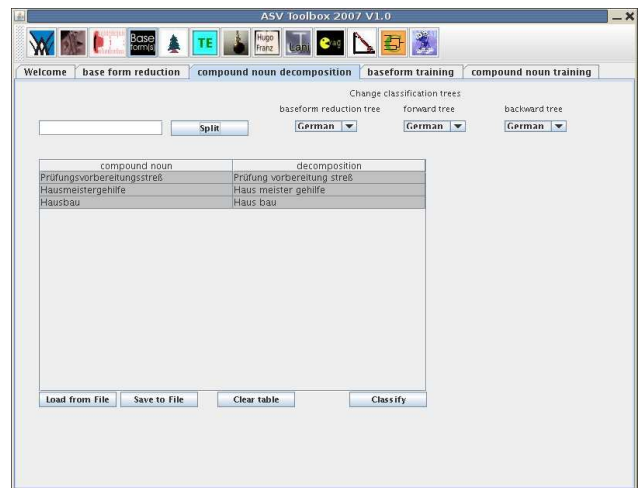 ASV Toolbox 2007 V1.0
Base form(s)
TE
Hugo Franz
Welcome base form reduction compound noun decomposition baseform training compound noun training
Change classification trees
baseform reduction tree forward tree backward tree
Split German German German
compound noun decomposition
Prüfungsvorbereitungsstreß Prüfung vorbereitung streß
Hausmeistergehilfe Haus meister gehilfe
Hausbau Haus bau
Load from File Save to File Clear table Classify